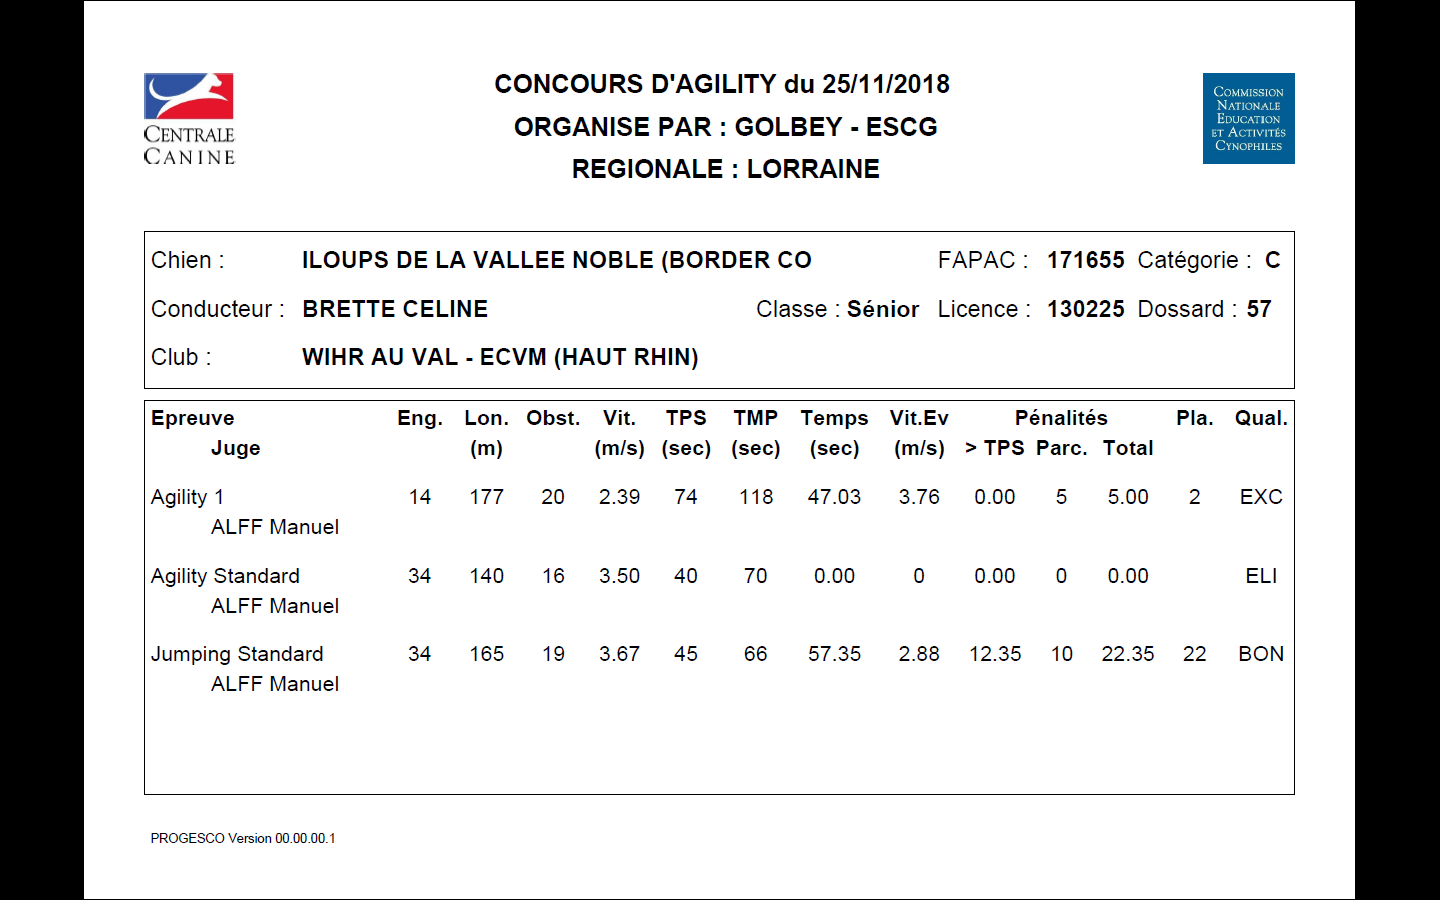 CENTRALE
CANINE
CONCOURS D'AGILITY du 25/11/2018
ORGANISE PAR : GOLBEY - ESCG
REGIONALE : LORRAINE
COMMISSION
NATIONALE
EDUCATION
ET ACTIVITÉS
CYNOPHILES
Chien : ILOUPS DE LA VALLEE NOBLE (BORDER CO FAPAC : 171655 Catégorie : C
Conducteur : BRETTE CELINE Classe : Sénior Licence : 130225 Dossard : 57
Club : WIHR AU VAL - ECVM (HAUT RHIN)
Epreuve Eng. Lon. Obst. Vit. TPS TMP Temps Vit.Ev Pénalités Pla. Qual.
Juge (m) (m/s) (sec) (sec) (sec) (m/s) > TPS Parc. Total
Agility 1 14 177 20 2.39 74 118 47.03 3.76 0.00 5 5.00 2 EXC
ALFF Manuel
Agility Standard 34 140 16 3.50 40 70 0.00 0 0.00 0 0.00 ELI
ALFF Manuel
Jumping Standard 34 165 19 3.67 45 66 57.35 2.88 12.35 10 22.35 22 BON
ALFF Manuel
PROGESCO Version 00.00.00.1